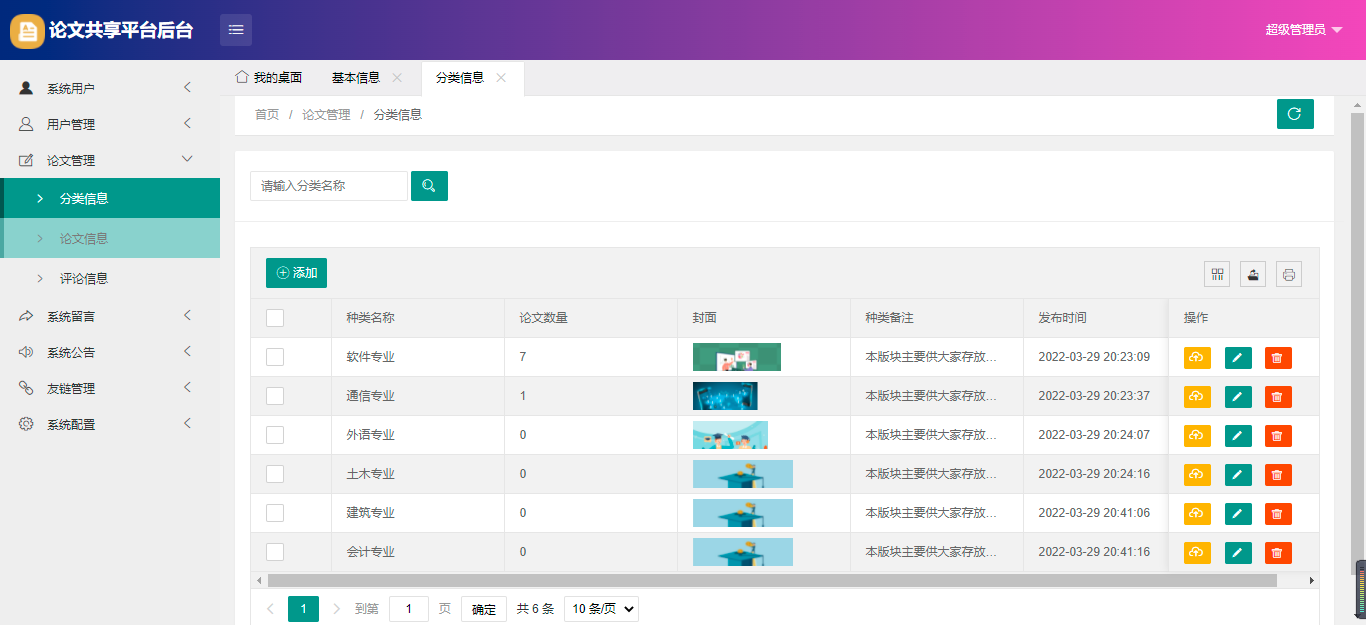 论文共享平台后台
超级管理员
系统用户
用户管理
论文管理
分类信息
论文信息
评论信息
系统留言
系统公告
友链管理
系统配置
我的桌面 基本信息 分类信息
首页 / 论文管理 / 分类信息
请输入分类名称
添加
种类名称 论文数量 封面 种类备注 发布时间 操作
软件专业 7 本版块主要供大家存放… 2022-03-29 20:23:09
通信专业 1 本版块主要供大家存放… 2022-03-29 20:23:37
外语专业 0 本版块主要供大家存放… 2022-03-29 20:24:07
土木专业 0 本版块主要供大家存放… 2022-03-29 20:24:16
建筑专业 0 本版块主要供大家存放… 2022-03-29 20:41:06
会计专业 0 本版块主要供大家存放… 2022-03-29 20:41:16
1 到第 1 页 确定 共 6 条 10 条/页